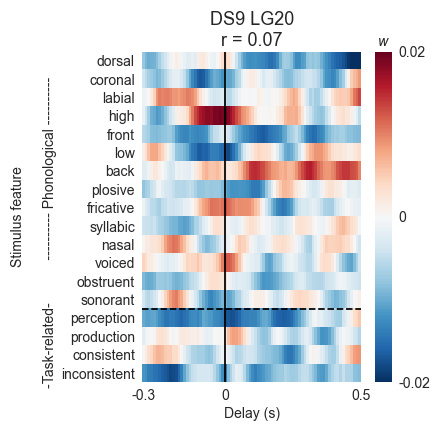 DS9 LG20
r = 0.07
w
dorsal
coronal
labial
high
front
low
back
plosive
fricative
syllabic
nasal
voiced
obstruent
sonorant
perception
production
consistent
inconsistent
Stimulus feature
---------- Phonological ----------
-Task-related-
-0.3
0
0.5
Delay (s)
0.02
0
-0.02